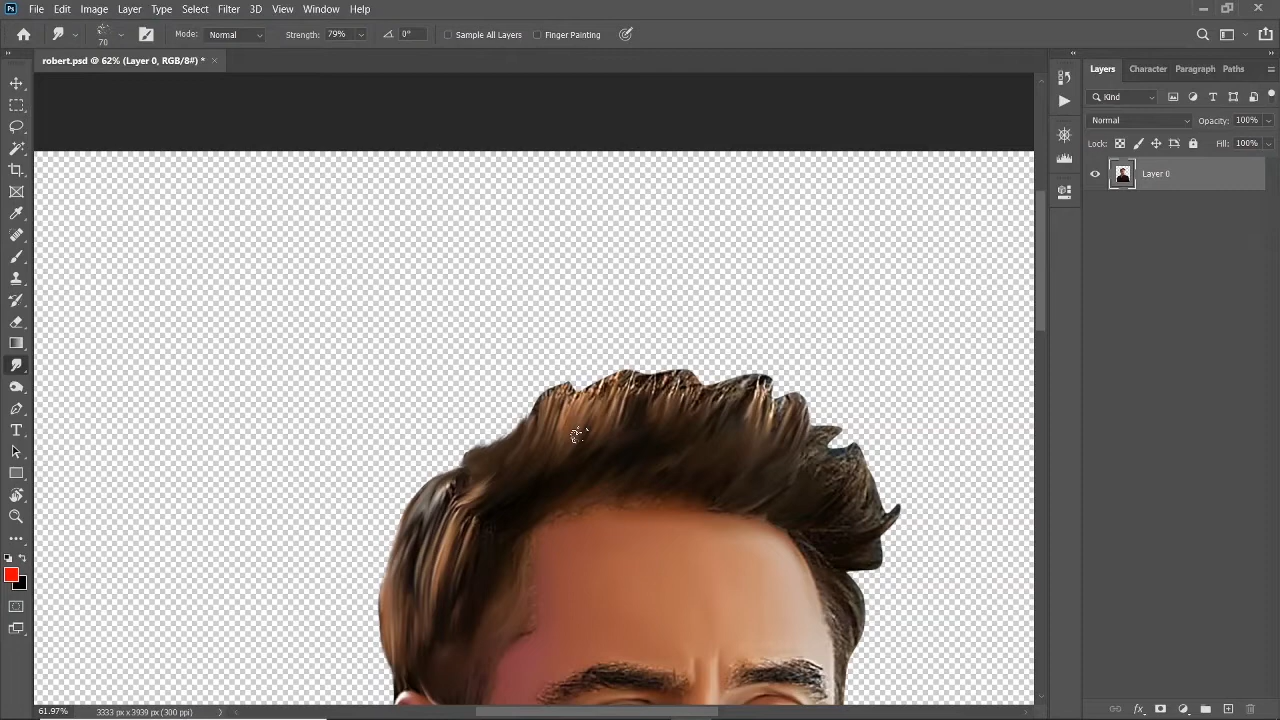 Ps File Edit Image Layer Type Select Filter 3D View Window Help
70 Mode: Normal Strength: 79% 0° Sample All Layers Finger Painting
robert.psd @ 62% (Layer 0, RGB/8#) *
Layers Character Paragraph Paths
Kind
Normal Opacity: 100%
Lock: Fill: 100%
Layer 0
61.97% 3333 px x 3939 px (300 ppi)